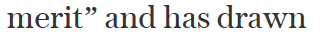 merit” and has drawn